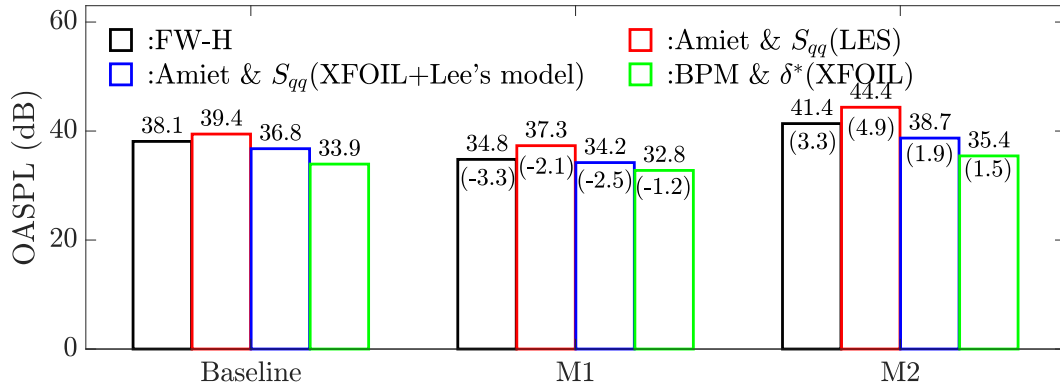 60
:FW-H :Amiet & S_qq(LES)
:Amiet & S_qq(XFOIL+Lee's model) :BPM & δ*(XFOIL)
OASPL (dB)
40
20
0
38.1 39.4 36.8 33.9
34.8 37.3 34.2 32.8
(-3.3) (-2.1) (-2.5) (-1.2)
41.4 44.4 38.7 35.4
(3.3) (4.9) (1.9) (1.5)
Baseline M1 M2